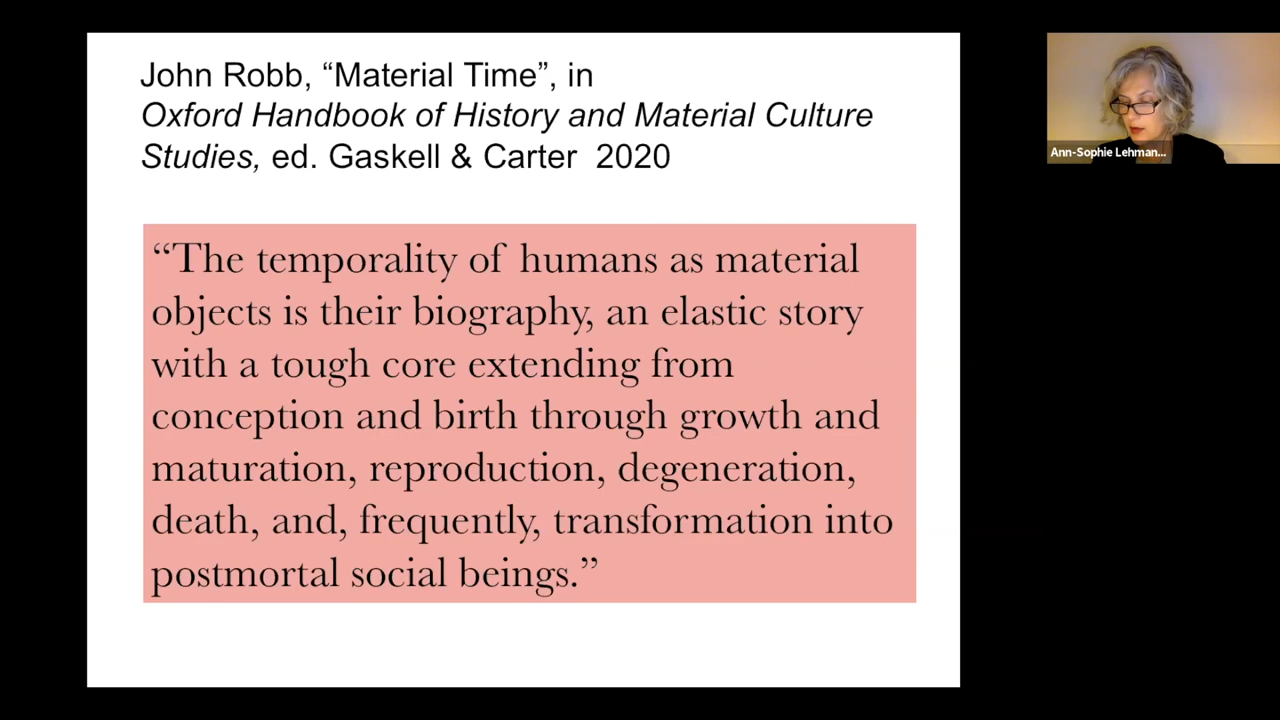 John Robb, “Material Time”, in
Oxford Handbook of History and Material Culture
Studies, ed. Gaskell & Carter 2020
“The temporality of humans as material
objects is their biography, an elastic story
with a tough core extending from
conception and birth through growth and
maturation, reproduction, degeneration,
death, and, frequently, transformation into
postmortal social beings.”
Ann-Sophie Lehman...